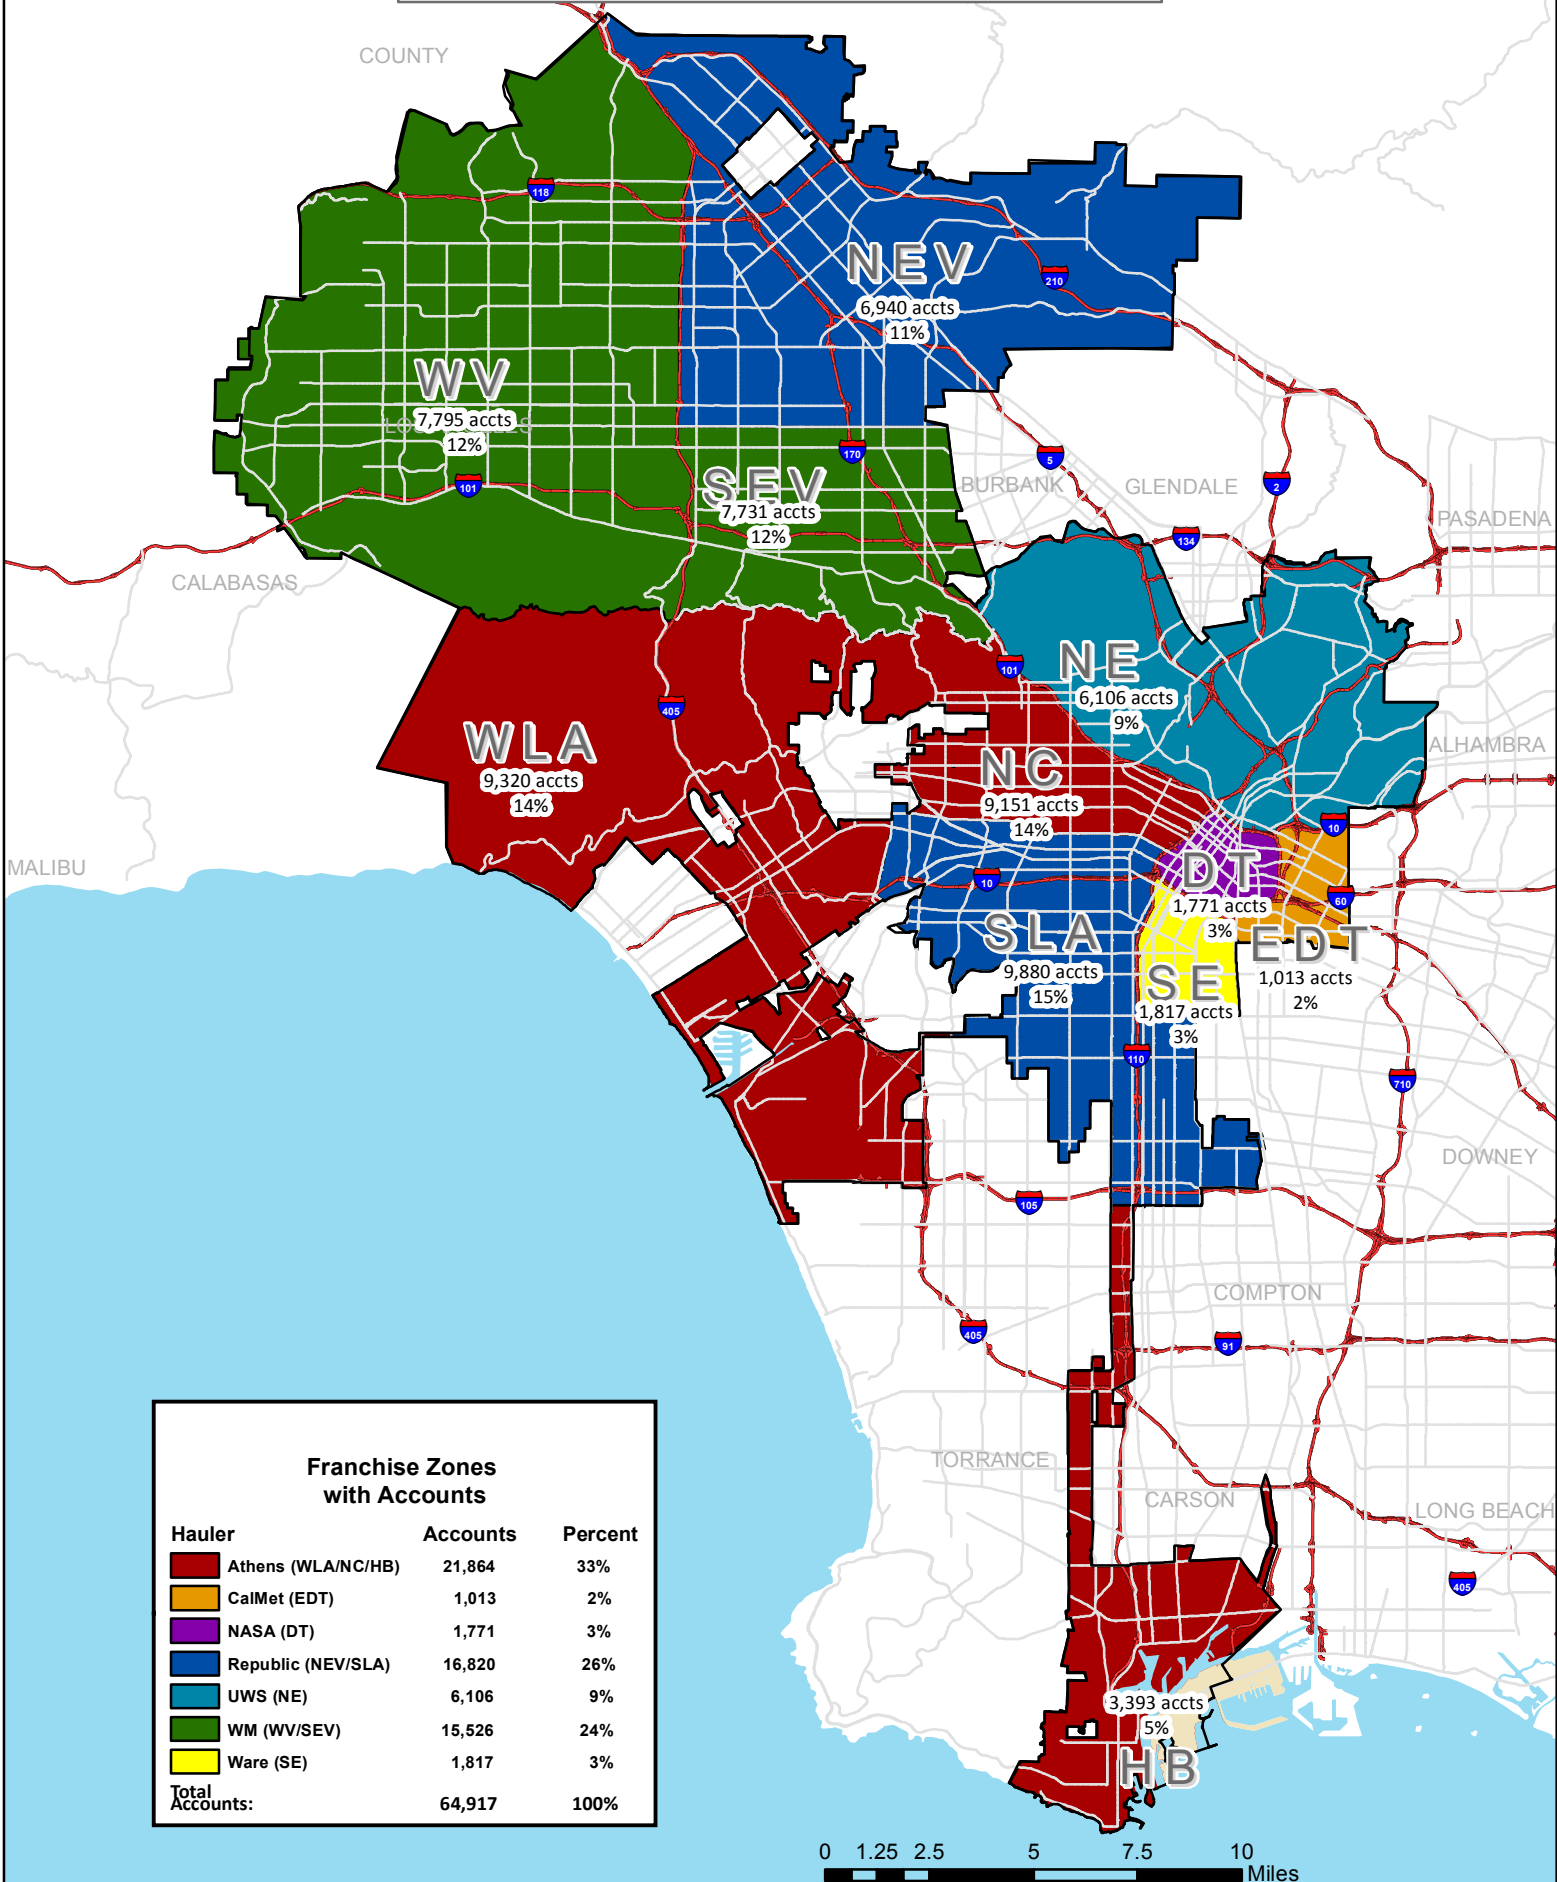 COUNTY
118
NEV
210
6,940 accts
11%
WV
7,795 accts
12%
170
5
101
SEV
7,731 accts
12%
BURBANK
GLENDALE
2
PASADENA
134
CALABASAS
101
NE
6,106 accts
9%
405
WLA
9,320 accts
14%
NC
9,151 accts
14%
ALHAMBRA
10
MALIBU
DT
1,771 accts
3%
10
60
SLA
9,880 accts
15%
EDT
1,013 accts
2%
SE
1,817 accts
3%
110
710
DOWNEY
105
COMPTON
405
91
TORRANCE
CARSON
LONG BEACH
405
3,393 accts
5%
HB
Franchise Zones
with Accounts
Hauler Accounts Percent
Athens (WLA/NC/HB) 21,864 33%
CalMet (EDT) 1,013 2%
NASA (DT) 1,771 3%
Republic (NEV/SLA) 16,820 26%
UWS (NE) 6,106 9%
WM (WV/SEV) 15,526 24%
Ware (SE) 1,817 3%
Total
Accounts: 64,917 100%
0 1.25 2.5 5 7.5 10
Miles